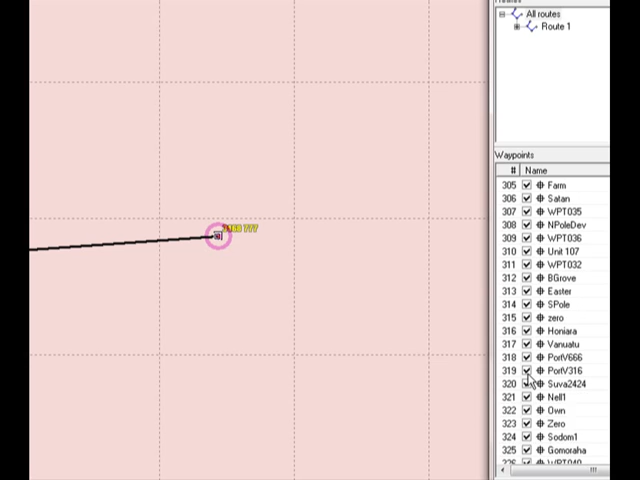 All routes
Route 1
777
Waypoints
# Name
305 Farm
306 Satan
307 WPT035
308 NPoleDev
309 WPT036
310 Unit 107
311 WPT032
312 BGrove
313 Easter
314 SPole
315 zero
316 Honiara
317 Vanuatu
318 PortV666
319 PortV316
320 Suva2424
321 Nell1
322 Own
323 Zero
324 Sodom1
325 Gomoraha